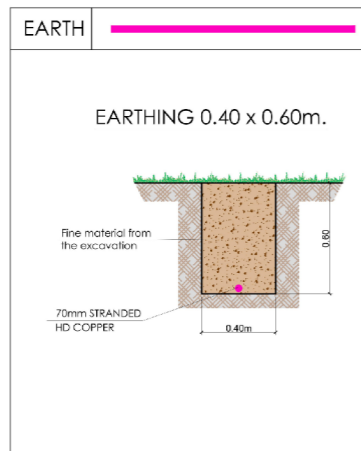 EARTH
EARTHING 0.40 x 0.60m.
Fine material from
the excavation
0.60
70mm STRANDED
HD COPPER
0.40m